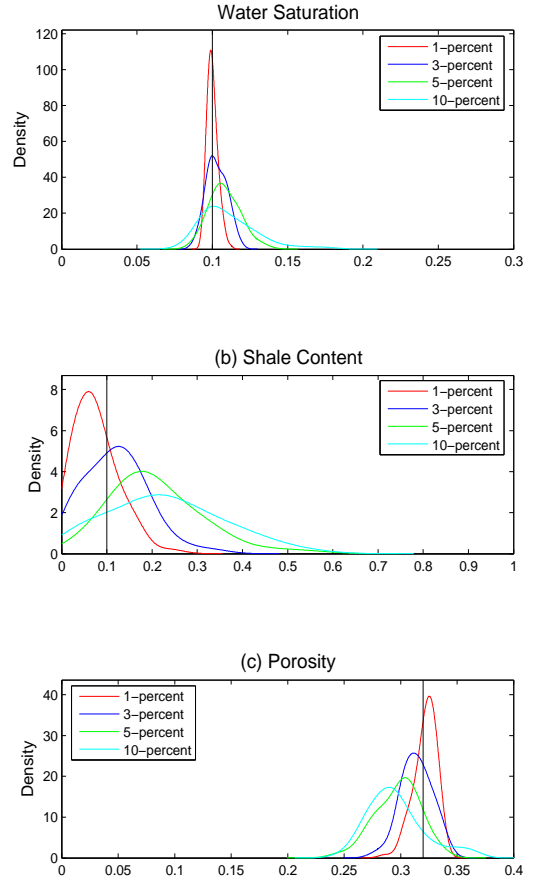 Water Saturation
120
100
80
60
40
20
0
Density
1−percent
3−percent
5−percent
10−percent
0 0.05 0.1 0.15 0.2 0.25 0.3
(b) Shale Content
8
6
4
2
0
Density
1−percent
3−percent
5−percent
10−percent
0 0.1 0.2 0.3 0.4 0.5 0.6 0.7 0.8 0.9 1
(c) Porosity
40
30
20
10
0
Density
1−percent
3−percent
5−percent
10−percent
0 0.05 0.1 0.15 0.2 0.25 0.3 0.35 0.4